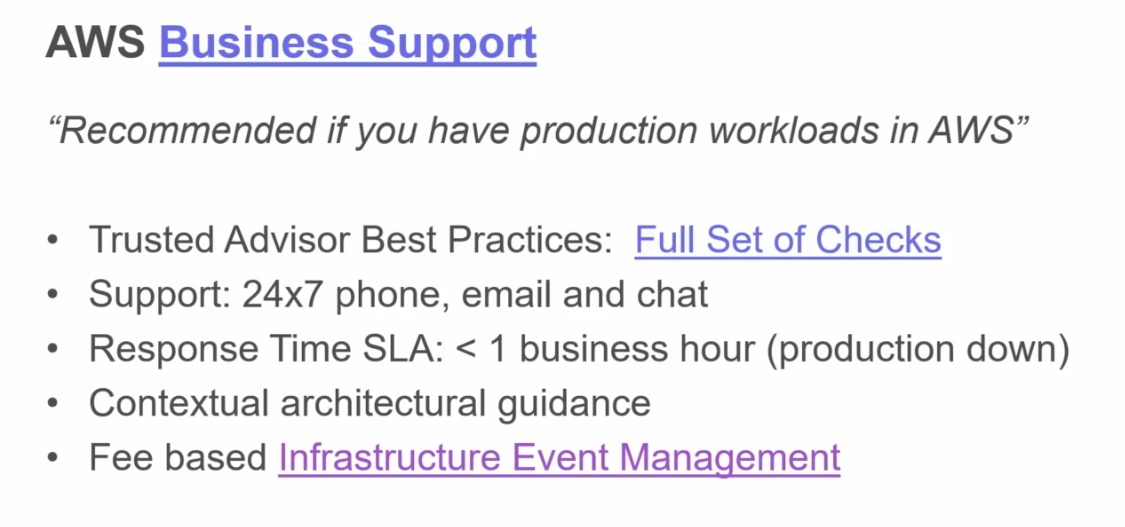 AWS Business Support
“Recommended if you have production workloads in AWS”
• Trusted Advisor Best Practices: Full Set of Checks
• Support: 24x7 phone, email and chat
• Response Time SLA: < 1 business hour (production down)
• Contextual architectural guidance
• Fee based Infrastructure Event Management